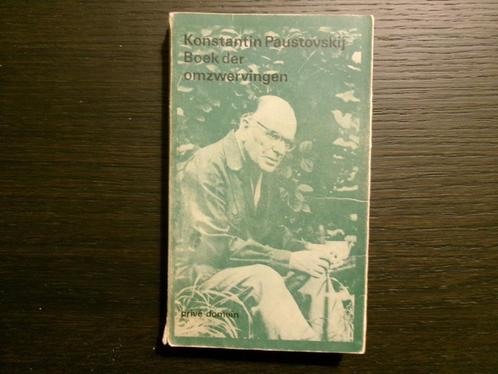 Konstantin Paustovskij
Boek der
omzwervingen
privé domein